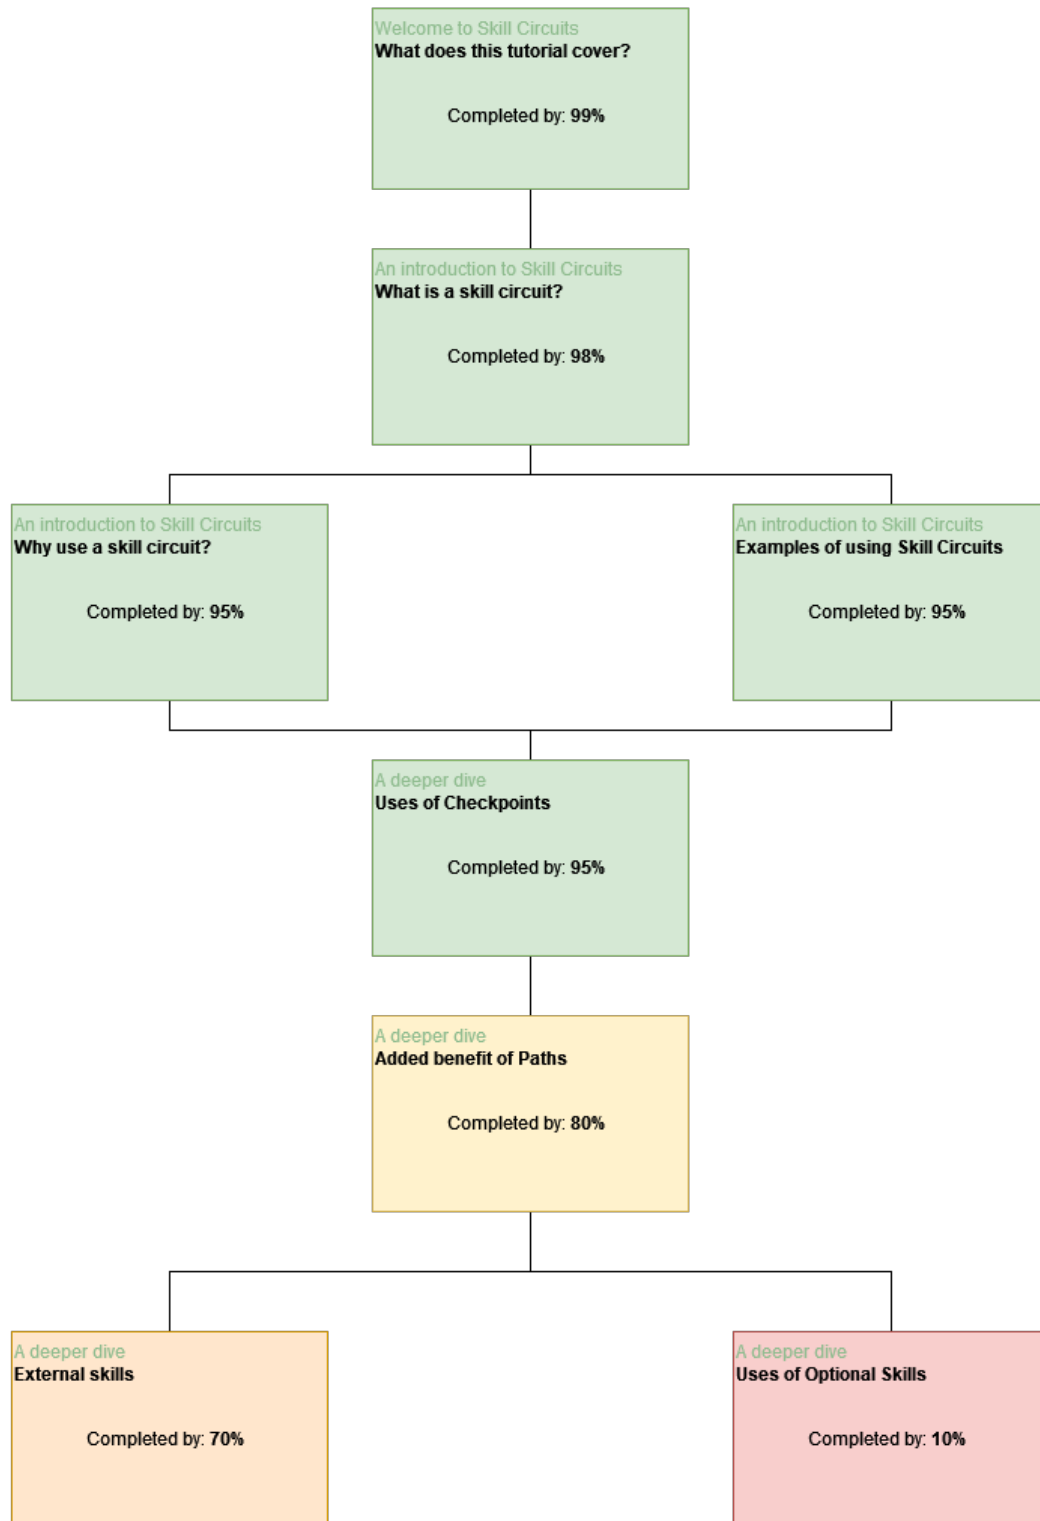 Welcome to Skill Circuits
What does this tutorial cover?
Completed by: 99%
An introduction to Skill Circuits
What is a skill circuit?
Completed by: 98%
An introduction to Skill Circuits
Why use a skill circuit?
Completed by: 95%
An introduction to Skill Circuits
Examples of using Skill Circuits
Completed by: 95%
A deeper dive
Uses of Checkpoints
Completed by: 95%
A deeper dive
Added benefit of Paths
Completed by: 80%
A deeper dive
External skills
Completed by: 70%
A deeper dive
Uses of Optional Skills
Completed by: 10%